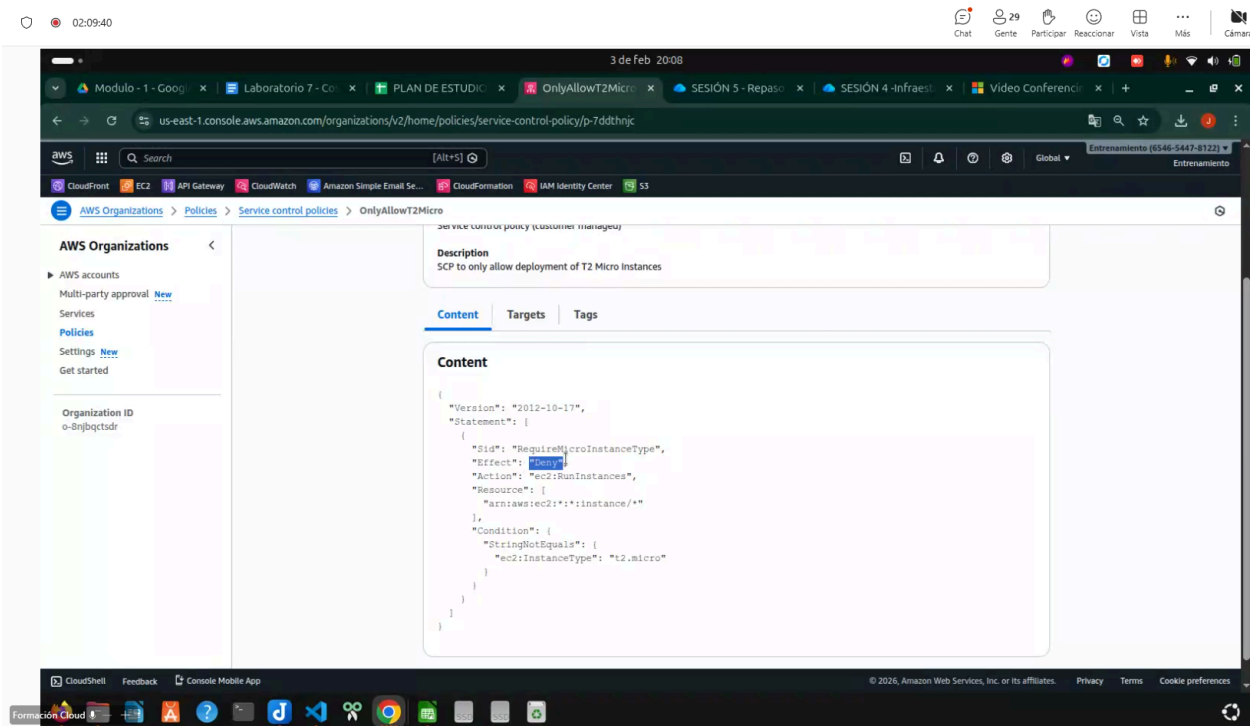 02:09:40
29
Chat Gente Participar Reaccionar Vista Más Cámara
3 de feb 20:08
Modulo - 1 - Goog
Laboratorio 7 - Co
PLAN DE ESTUDIO
OnlyAllowT2Micro
SESIÓN 5 - Repaso
SESIÓN 4 -Infraest
Video Conferencin
us-east-1.console.aws.amazon.com/organizations/v2/home/policies/service-control-policy/p-7ddthnjc
aws Search [Alt+S] Global Entrenamiento (6546-5447-8122)
Entrenamiento
CloudFront EC2 API Gateway CloudWatch Amazon Simple Email Se... CloudFormation IAM Identity Center S3
AWS Organizations > Policies > Service control policies > OnlyAllowT2Micro
AWS Organizations
AWS accounts
Multi-party approval New
Services
Policies
Settings New
Get started
Organization ID
o-8njbqctsdr
Service control policy (customer managed)
Description
SCP to only allow deployment of T2 Micro Instances
Content Targets Tags
Content
{
"Version": "2012-10-17",
"Statement": [
{
"Sid": "RequireMicroInstanceType",
"Effect": "Deny",
"Action": "ec2:RunInstances",
"Resource": [
"arn:aws:ec2:*:*:instance/*"
],
"Condition": {
"StringNotEquals": {
"ec2:InstanceType": "t2.micro"
}
}
}
]
}
CloudShell Feedback Console Mobile App © 2026, Amazon Web Services, Inc. or its affiliates. Privacy Terms Cookie preferences
Formación Cloud